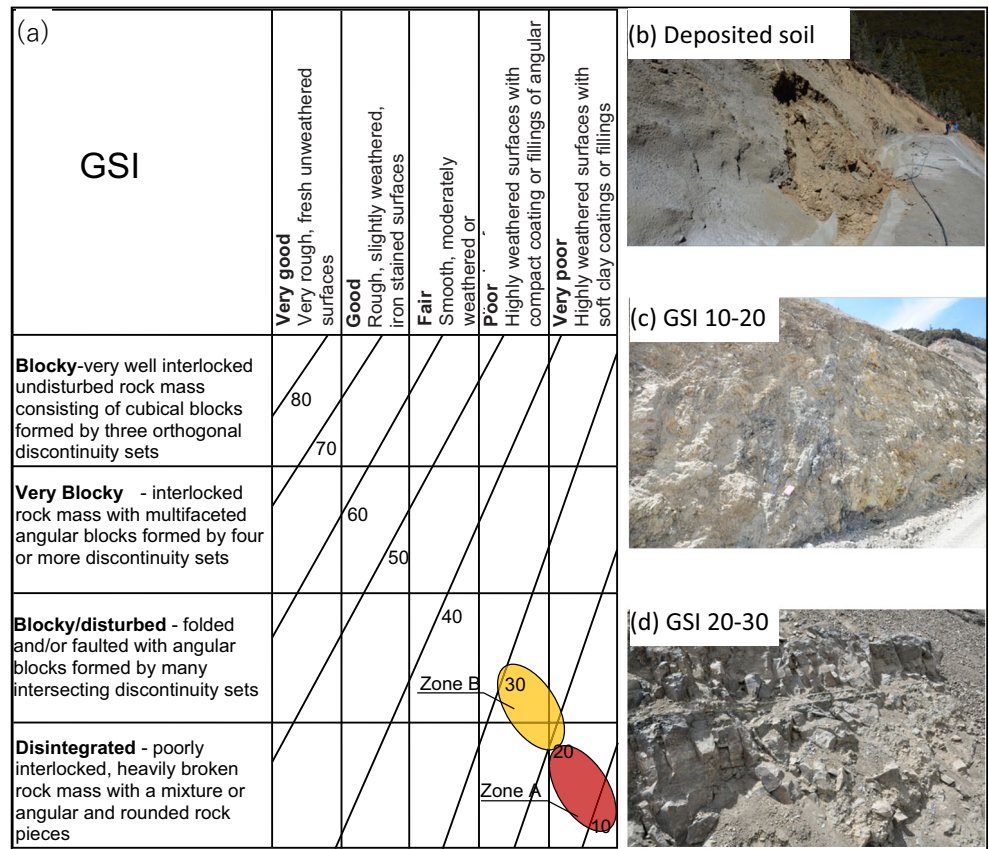 (a)
GSI
Very good
Very rough, fresh unweathered
surfaces
Good
Rough, slightly weathered,
iron stained surfaces
Fair
Smooth, moderately
weathered or
Poor
Highly weathered surfaces with
compact coating or fillings of angular
Very poor
Highly weathered surfaces with
soft clay coatings or fillings
Blocky-very well interlocked
undisturbed rock mass
consisting of cubical blocks
formed by three orthogonal
discontinuity sets
80
70
Very Blocky - interlocked
rock mass with multifaceted
angular blocks formed by four
or more discontinuity sets
60
50
Blocky/disturbed - folded
and/or faulted with angular
blocks formed by many
intersecting discontinuity sets
40
Zone B
30
Disintegrated - poorly
interlocked, heavily broken
rock mass with a mixture or
angular and rounded rock
pieces
20
Zone A
10
(b) Deposited soil
(c) GSI 10-20
(d) GSI 20-30